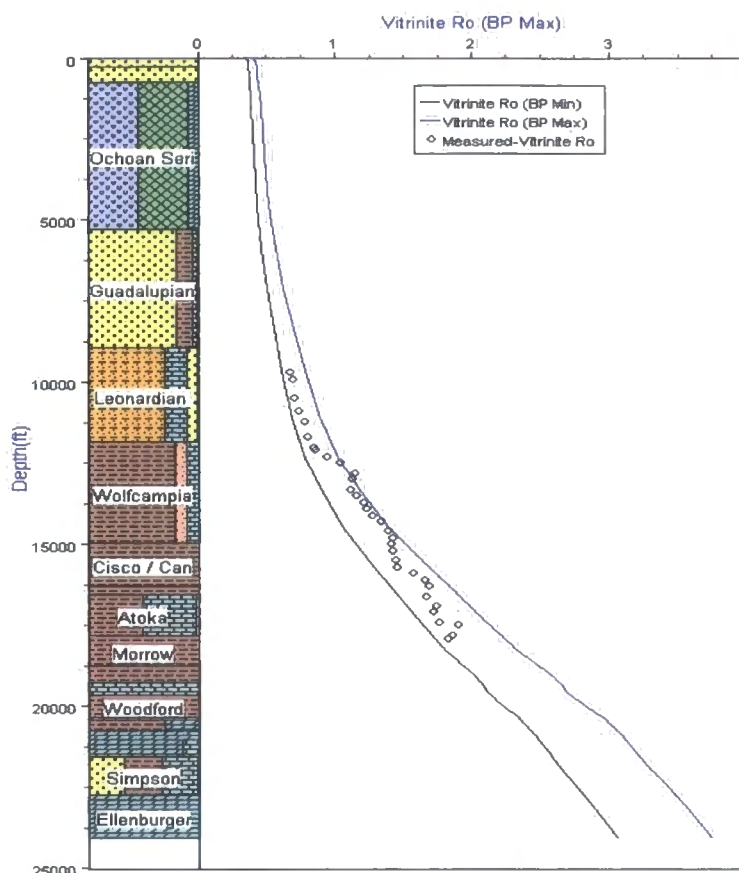 Vitrinite Ro (BP Max)
0 1 2 3
Vitrinite Ro (BP Min)
Vitrinite Ro (BP Max)
Measured-Vitrinite Ro
Depth(ft)
0
5000
10000
15000
20000
25000
Ochoan Seri
Guadalupian
Leonardian
Wolfcampia
Cisco / Can
Atoka
Morrow
Woodford
Simpson
Ellenburger